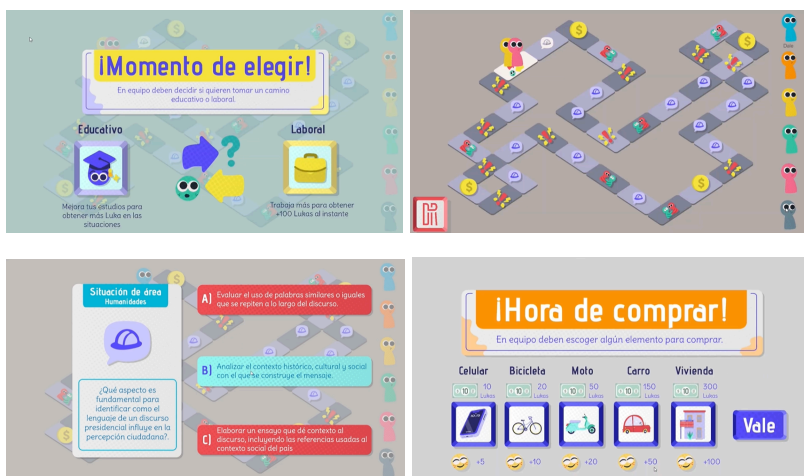 ¡Momento de elegir!
En equipo deben decidir si quieren tomar un camino
educativo o laboral.
Educativo
Laboral
Mejora tus estudios para
obtener más Luka en las
situaciones
Trabaja más para obtener
+100 Lukas al instante
Situación de área
Humanidades
¿Qué aspecto es
fundamental para
identificar como el
lenguaje de un discurso
presidencial influye en la
percepción ciudadana?.
A) Evaluar el uso de palabras similares o iguales
que se repiten a lo largo del discurso.
B) Analizar el contexto histórico, cultural y social
con el que se construye el mensaje.
C) Elaborar un ensayo que dé contexto al
discurso, incluyendo las referencias usadas al
contexto social del país
¡Hora de comprar!
En equipo deben escoger algún elemento para comprar.
Celular Bicicleta Moto Carro Vivienda
10 10 Lukas 10 20 Lukas 10 50 Lukas 10 150 Lukas 10 300 Lukas
Vale
+5 +10 +20 +50 +100